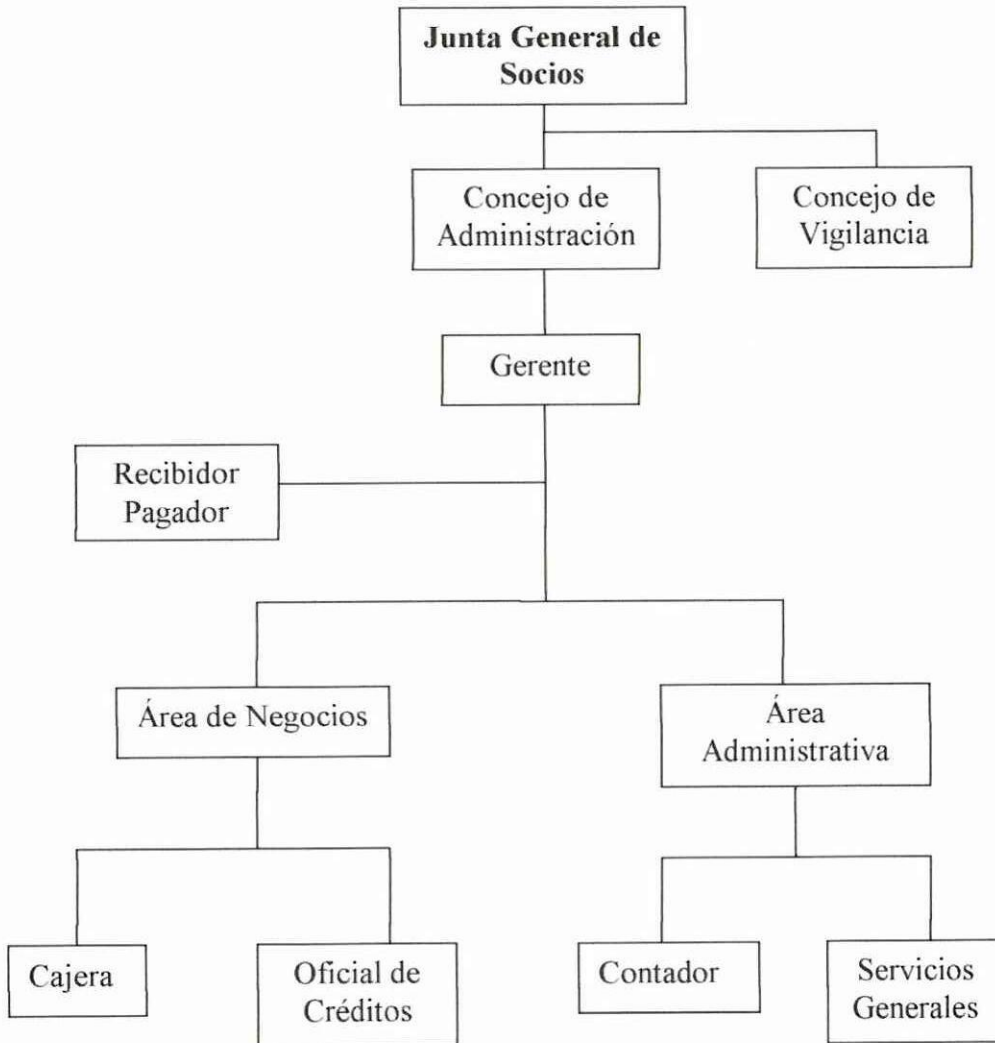 Junta General de
Socios
Concejo de
Administración
Concejo de
Vigilancia
Gerente
Recibidor
Pagador
Área de Negocios
Área
Administrativa
Cajera
Oficial de
Créditos
Contador
Servicios
Generales